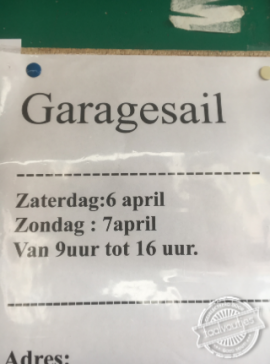 Garagesail
------------------------------
Zaterdag:6 april
Zondag : 7april
Van 9uur tot 16 uur.
------------------------------
Adres: